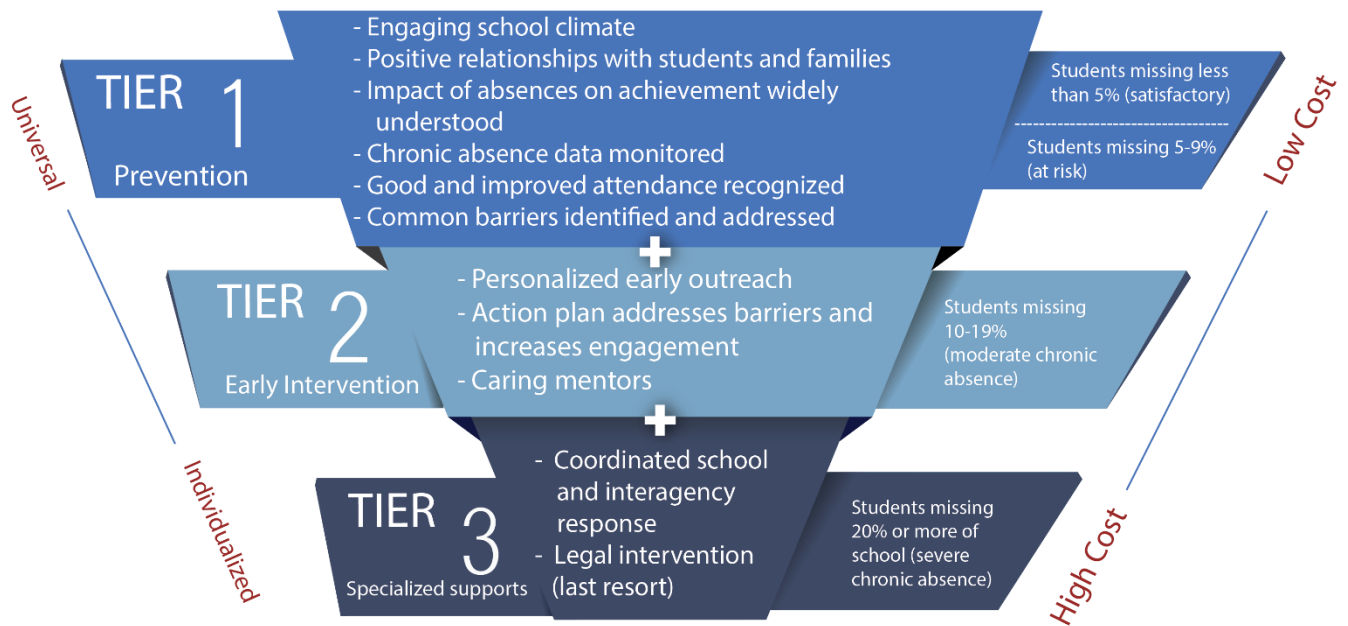 Universal
Individualized
TIER 1
Prevention
- Engaging school climate
- Positive relationships with students and families
- Impact of absences on achievement widely
understood
- Chronic absence data monitored
- Good and improved attendance recognized
- Common barriers identified and addressed
Students missing less
than 5% (satisfactory)
Students missing 5-9%
(at risk)
+
TIER 2
Early Intervention
- Personalized early outreach
- Action plan addresses barriers and
increases engagement
- Caring mentors
Students missing
10-19%
(moderate chronic
absence)
+
TIER 3
Specialized supports
- Coordinated school
and interagency
response
- Legal intervention
(last resort)
Students missing
20% or more of
school (severe
chronic absence)
Low Cost
High Cost